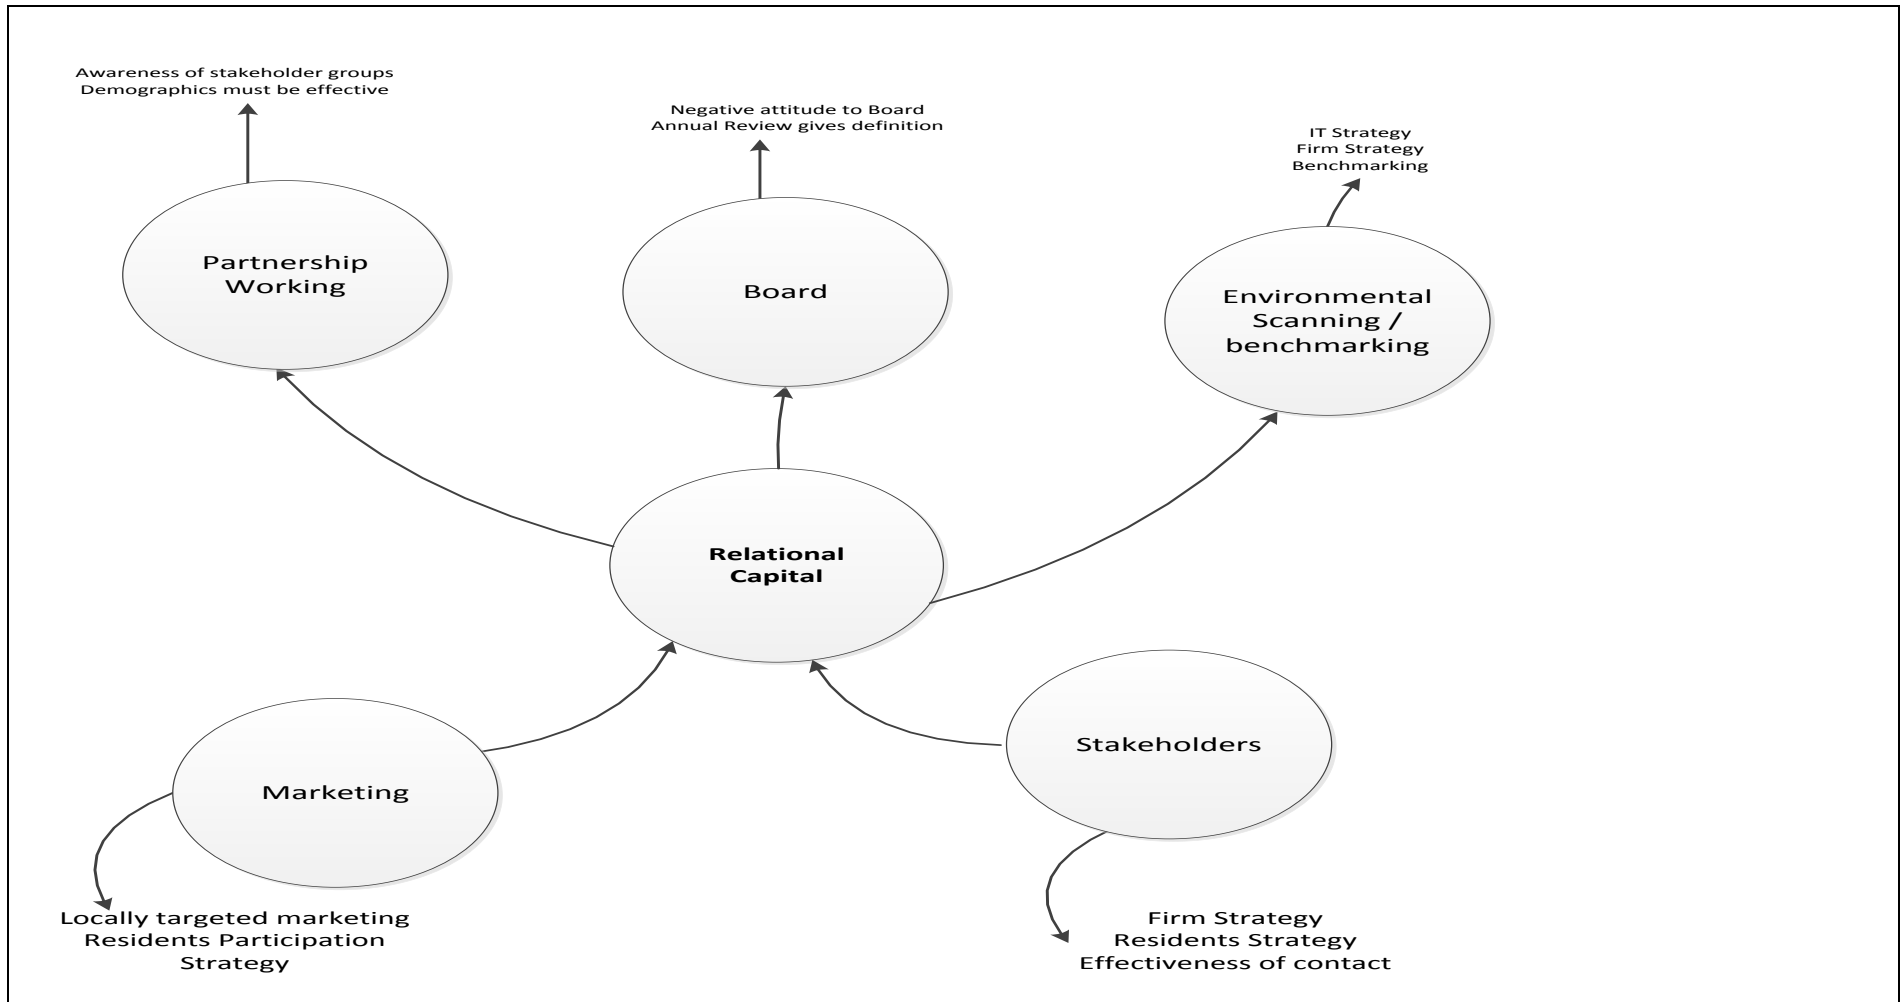 Awareness of stakeholder groups
Demographics must be effective
Negative attitude to Board
Annual Review gives definition
IT Strategy
Firm Strategy
Benchmarking
Partnership
Working
Board
Environmental
Scanning /
benchmarking
Relational
Capital
Marketing
Stakeholders
Locally targeted marketing
Residents Participation
Strategy
Firm Strategy
Residents Strategy
Effectiveness of contact